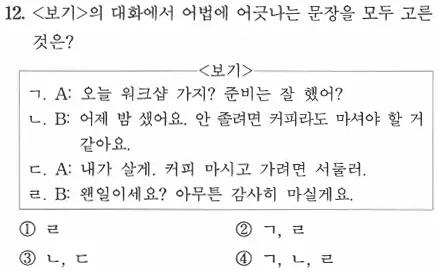 12. <보기>의 대화에서 어법에 어긋나는 문장을 모두 고른
것은?
<보기>
ㄱ. A: 오늘 워크샵 가지? 준비는 잘 했어?
ㄴ. B: 어제 밤 샜어요. 안 졸려면 커피라도 마셔야 할 거
같아요.
ㄷ. A: 내가 살게. 커피 마시고 가려면 서둘러.
ㄹ. B: 왠일이세요? 아무튼 감사히 마실게요.
① ㄹ ② ㄱ, ㄹ
③ ㄴ, ㄷ ④ ㄱ, ㄴ, ㄹ